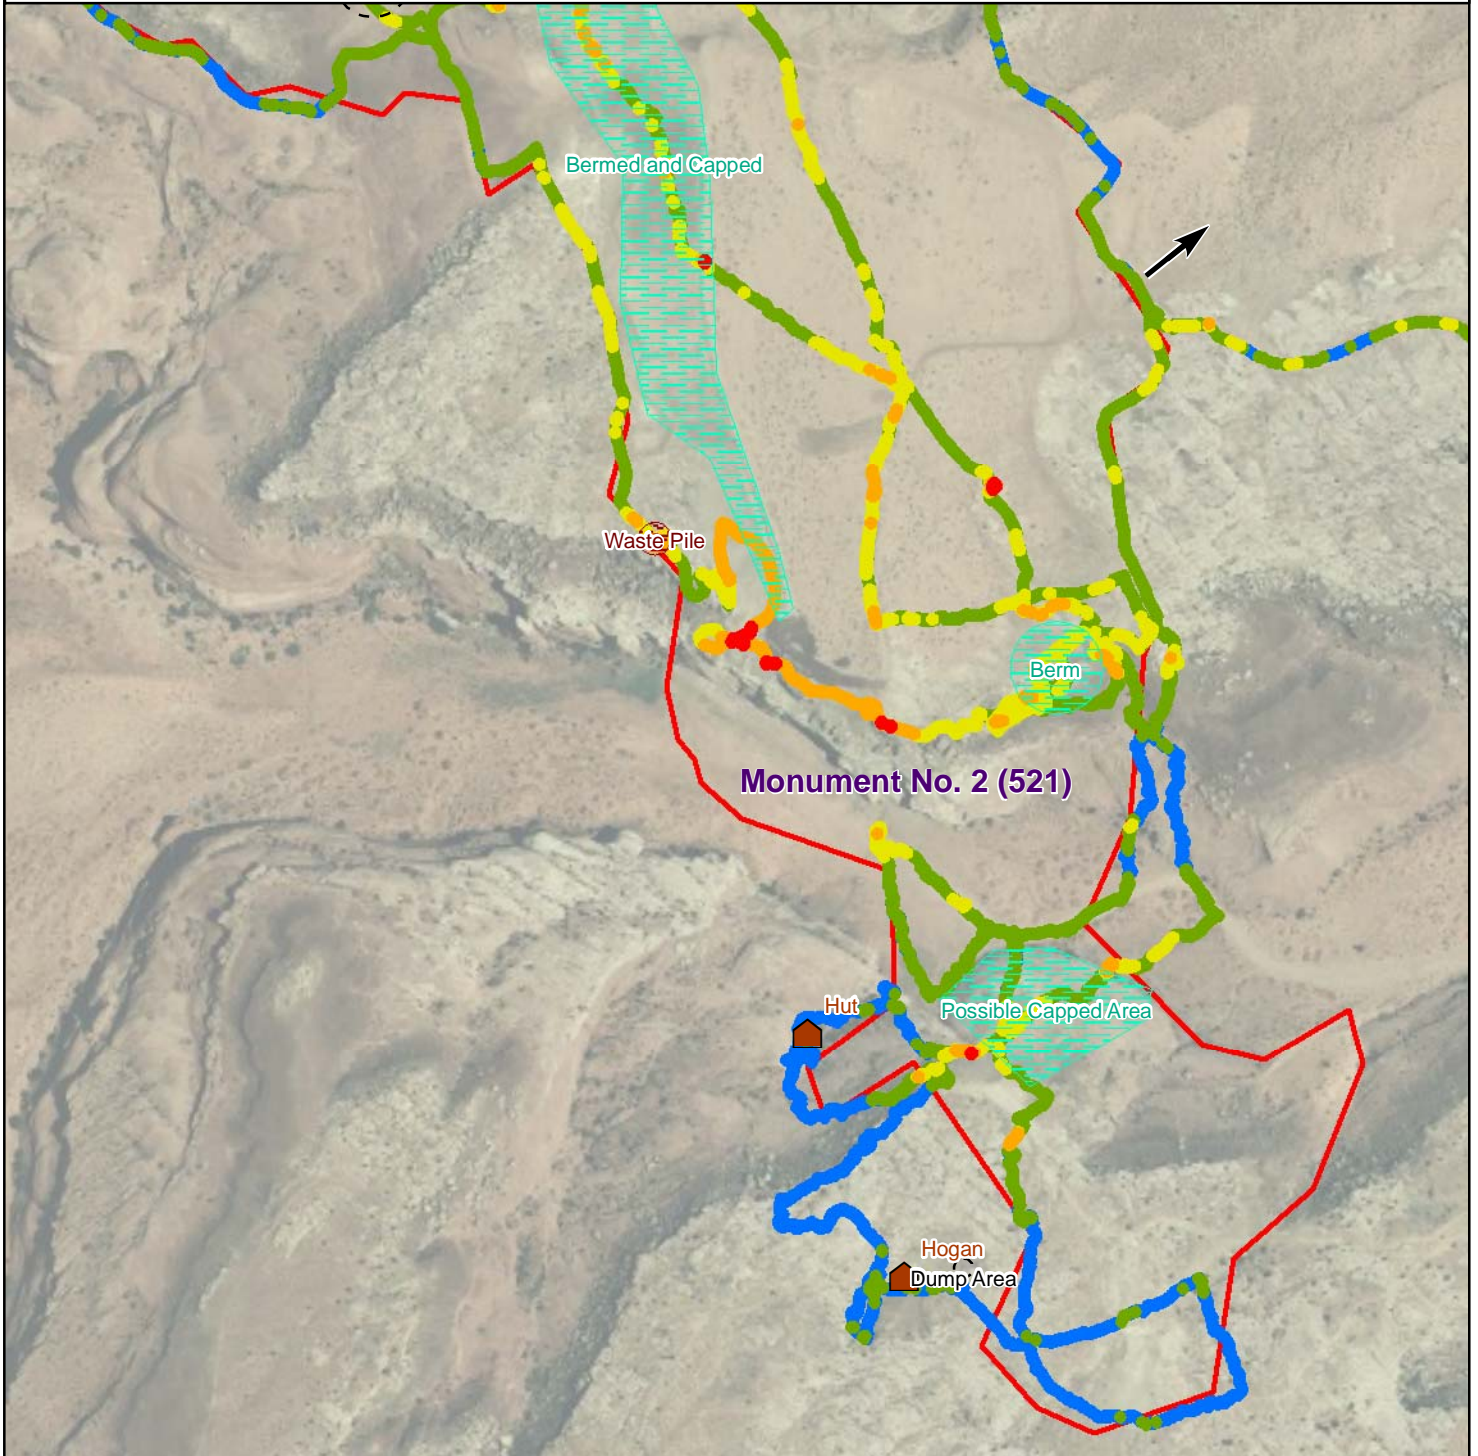 Bermed and Capped
Waste Pile
Berm
Monument No. 2 (521)
Hut
Possible Capped Area
Hogan
Dump Area